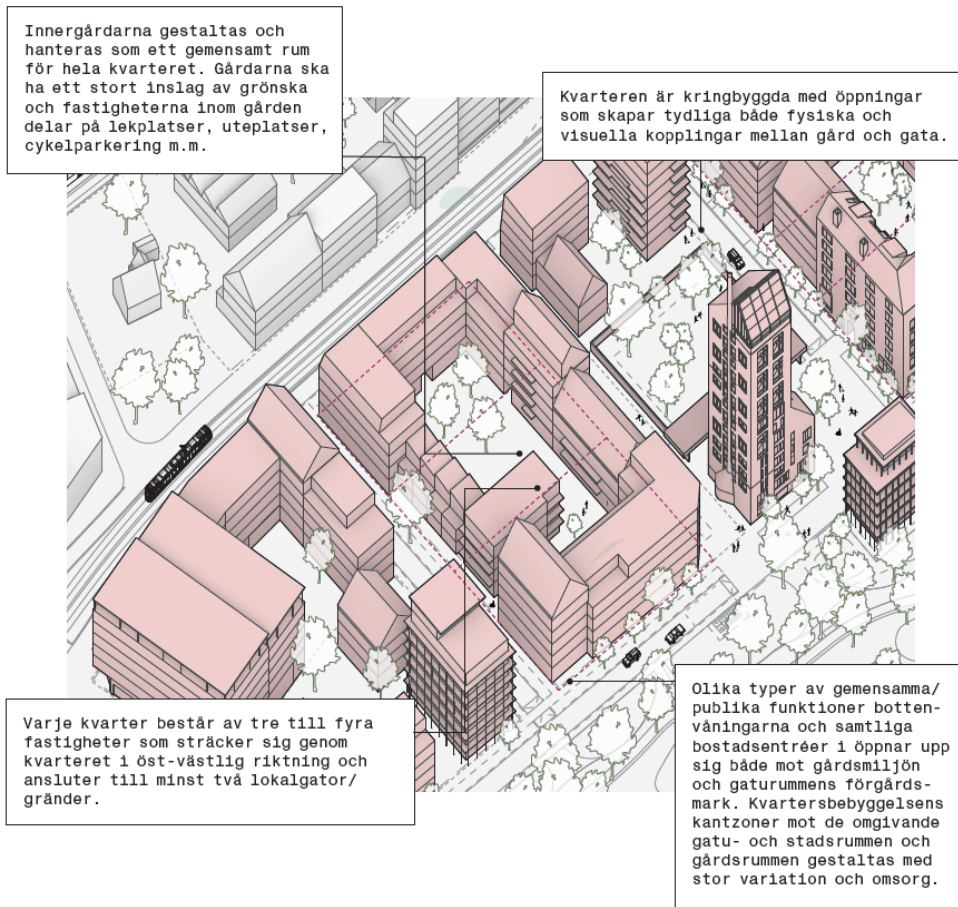 Innergårdarna gestaltas och
hanteras som ett gemensamt rum
för hela kvarteret. Gårdarna ska
ha ett stort inslag av grönska
och fastigheterna inom gården
delar på lekplatser, uteplatser,
cykelparkering m.m.
Kvarteren är kringbyggda med öppningar
som skapar tydliga både fysiska och
visuella kopplingar mellan gård och gata.
Varje kvarter består av tre till fyra
fastigheter som sträcker sig genom
kvarteret i öst-västlig riktning och
ansluter till minst två lokalgator/
gränder.
Olika typer av gemensamma/
publika funktioner botten-
våningarna och samtliga
bostadsentréer i öppnar upp
sig både mot gårdsmiljön
och gaturummens förgårds-
mark. Kvartersbebyggelsens
kantzoner mot de omgivande
gatu- och stadsrummen och
gårdsrummen gestaltas med
stor variation och omsorg.